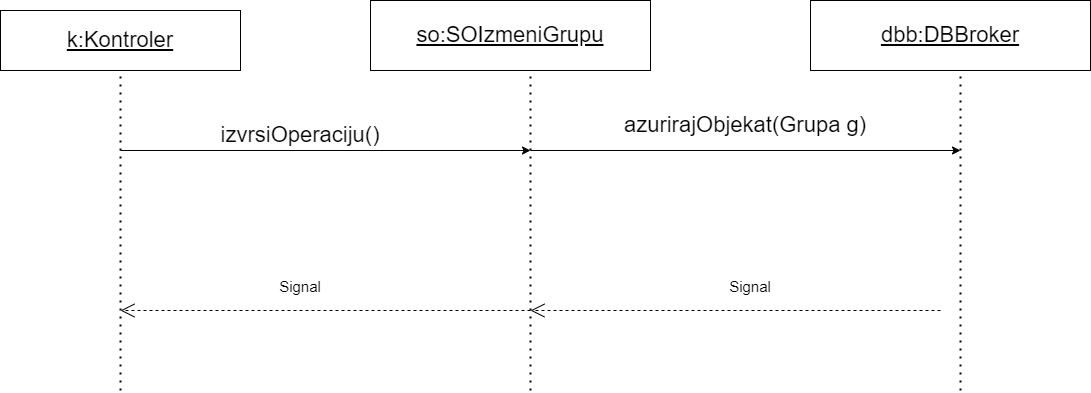 k:Kontroler
so:SOIzmeniGrupu
dbb:DBBroker
izvrsiOperaciju()
azurirajObjekat(Grupa g)
Signal
Signal